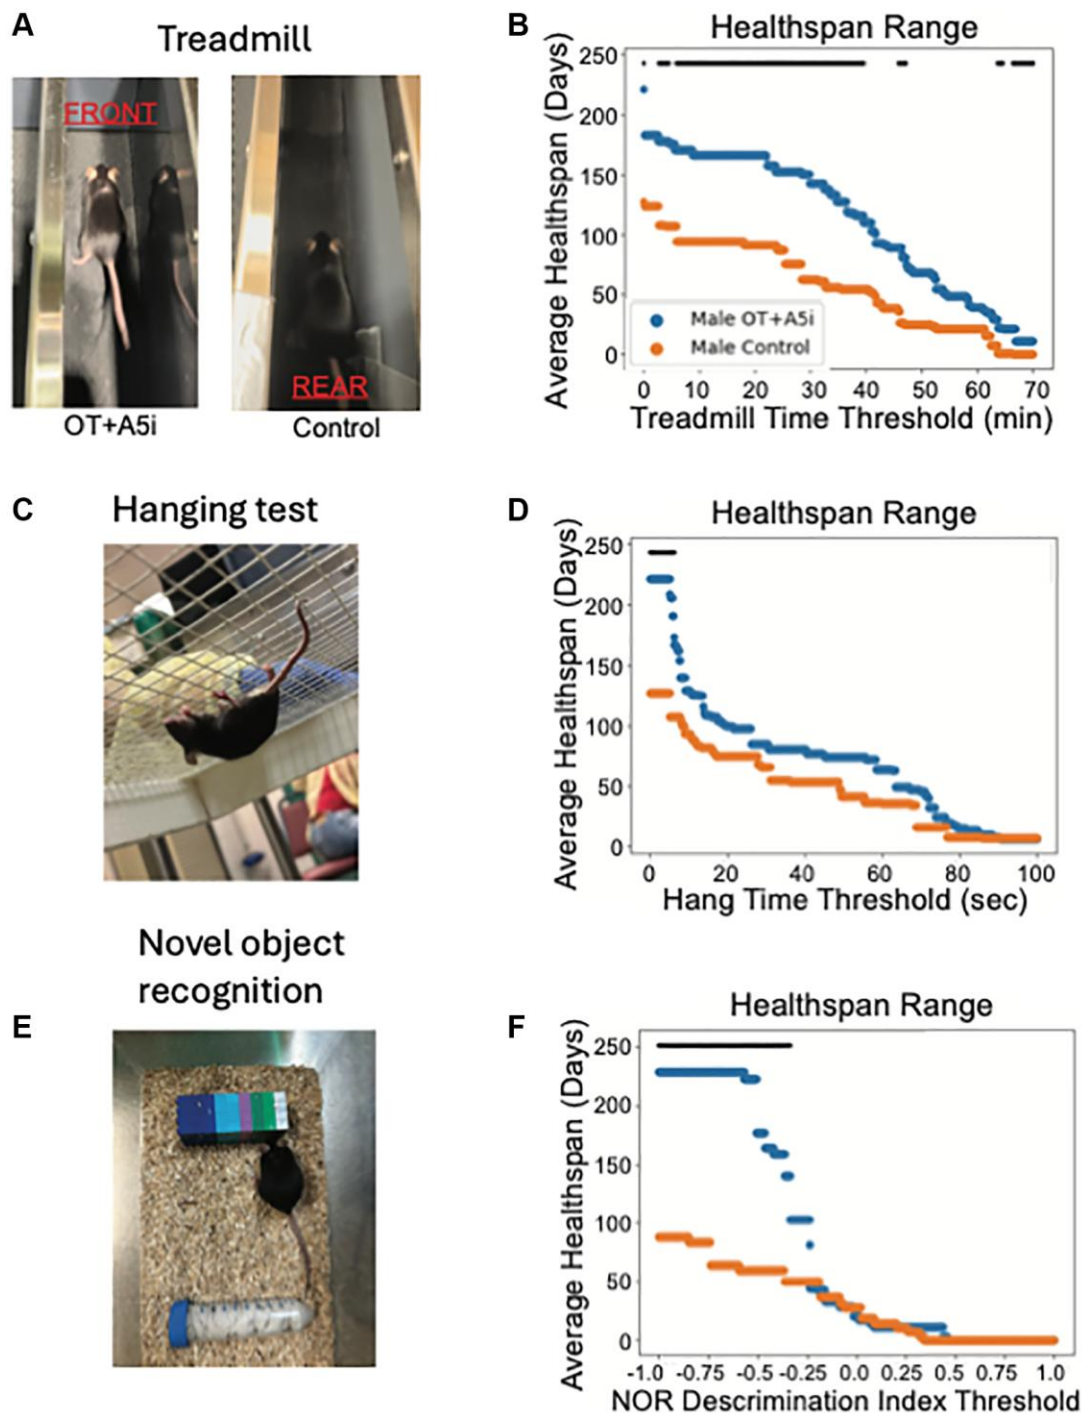 A
Treadmill
FRONT
REAR
OT+A5i
Control
B
Healthspan Range
Average Healthspan (Days)
250
200
150
100
50
0
Male OT+A5i
Male Control
0 10 20 30 40 50 60 70
Treadmill Time Threshold (min)
C
Hanging test
D
Healthspan Range
Average Healthspan (Days)
250
200
150
100
50
0
0 20 40 60 80 100
Hang Time Threshold (sec)
Novel object
recognition
E
F
Healthspan Range
Average Healthspan (Days)
250
200
150
100
50
0
-1.0 -0.75 -0.5 -0.25 0.0 0.25 0.5 0.75 1.0
NOR Descrimination Index Threshold